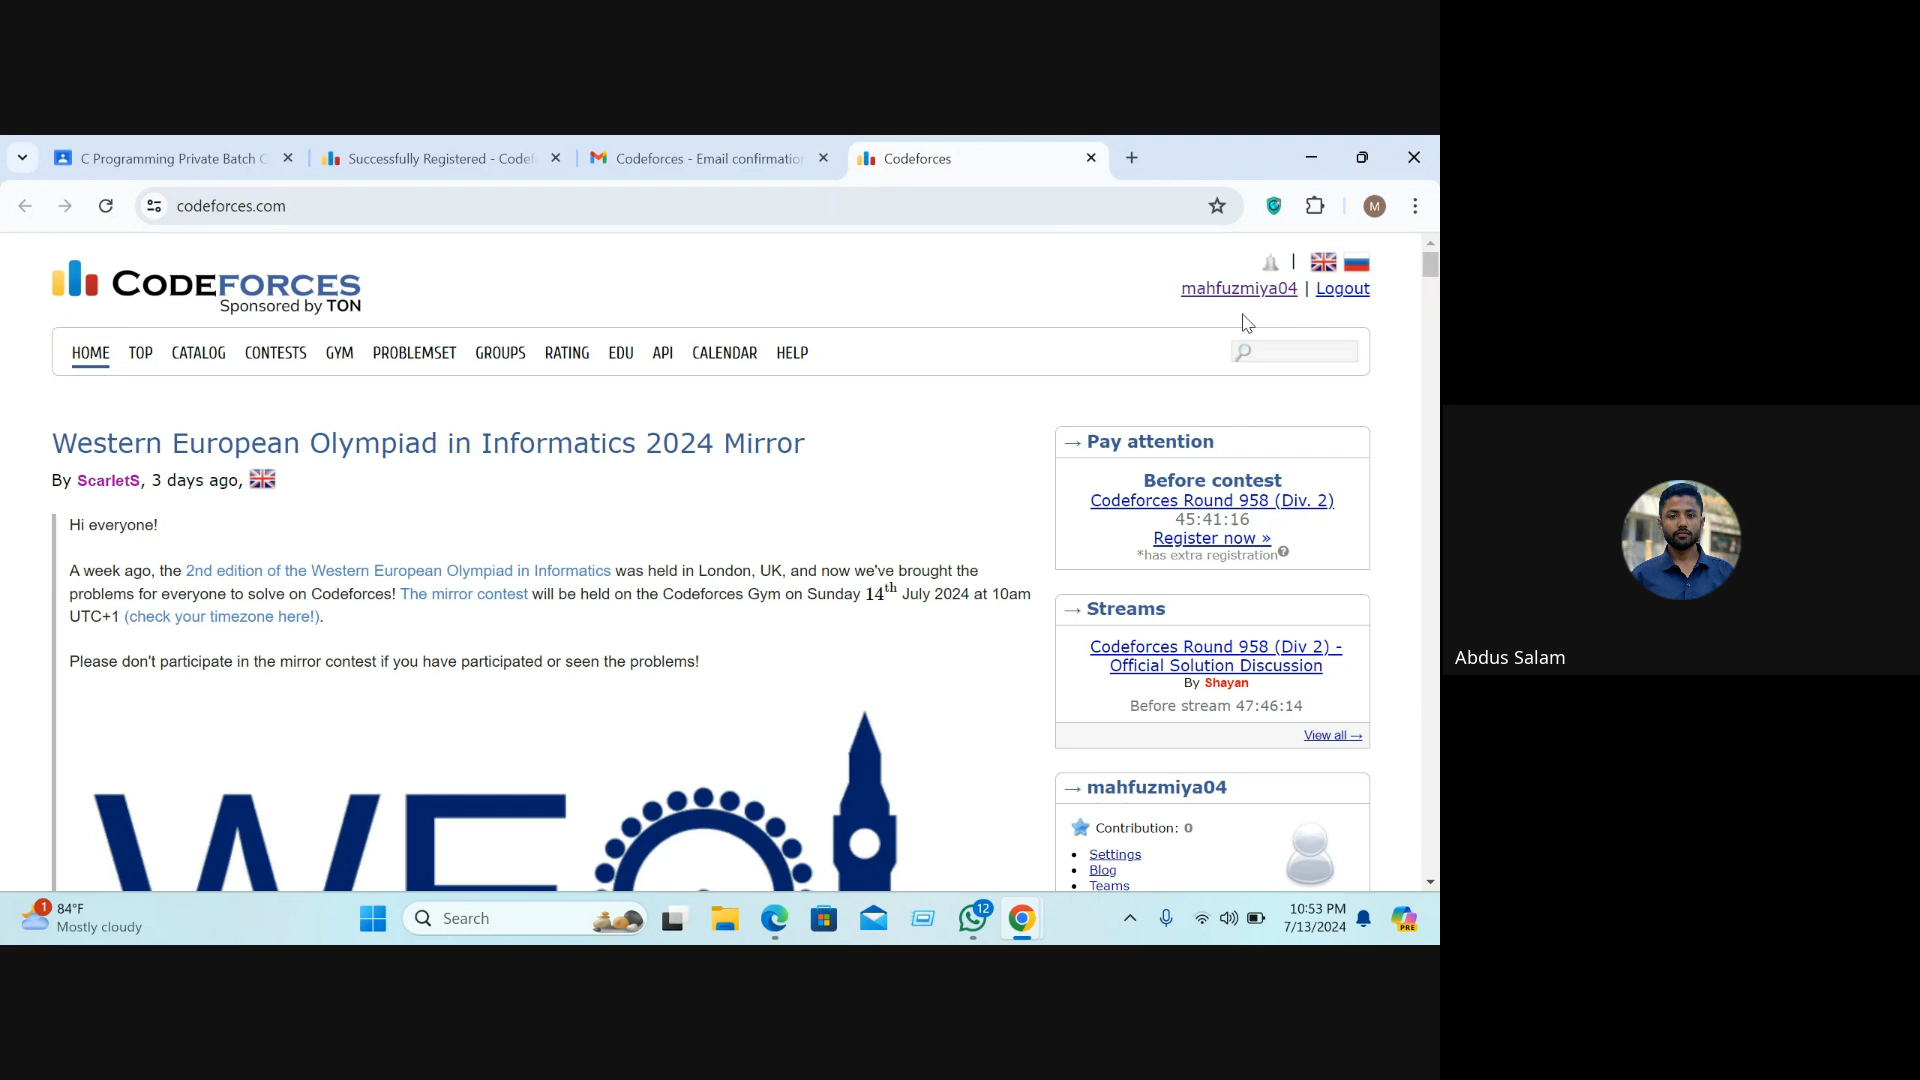 C Programming Private Batch C
Successfully Registered - Codef
Codeforces - Email confirmation
Codeforces
codeforces.com
M
CODEFORCES
Sponsored by TON
mahfuzmiya04 | Logout
HOME TOP CATALOG CONTESTS GYM PROBLEMSET GROUPS RATING EDU API CALENDAR HELP
Western European Olympiad in Informatics 2024 Mirror
By ScarletS, 3 days ago,
Hi everyone!
A week ago, the 2nd edition of the Western European Olympiad in Informatics was held in London, UK, and now we've brought the
problems for everyone to solve on Codeforces! The mirror contest will be held on the Codeforces Gym on Sunday 14th July 2024 at 10am
UTC+1 (check your timezone here!).
Please don't participate in the mirror contest if you have participated or seen the problems!
WE
→ Pay attention
Before contest
Codeforces Round 958 (Div. 2)
45:41:16
Register now »
*has extra registration?
→ Streams
Codeforces Round 958 (Div 2) -
Official Solution Discussion
By Shayan
Before stream 47:46:14
View all →
→ mahfuzmiya04
Contribution: 0
Settings
Blog
Teams
Abdus Salam
1
84°F
Mostly cloudy
Search
12
10:53 PM
7/13/2024
PRE